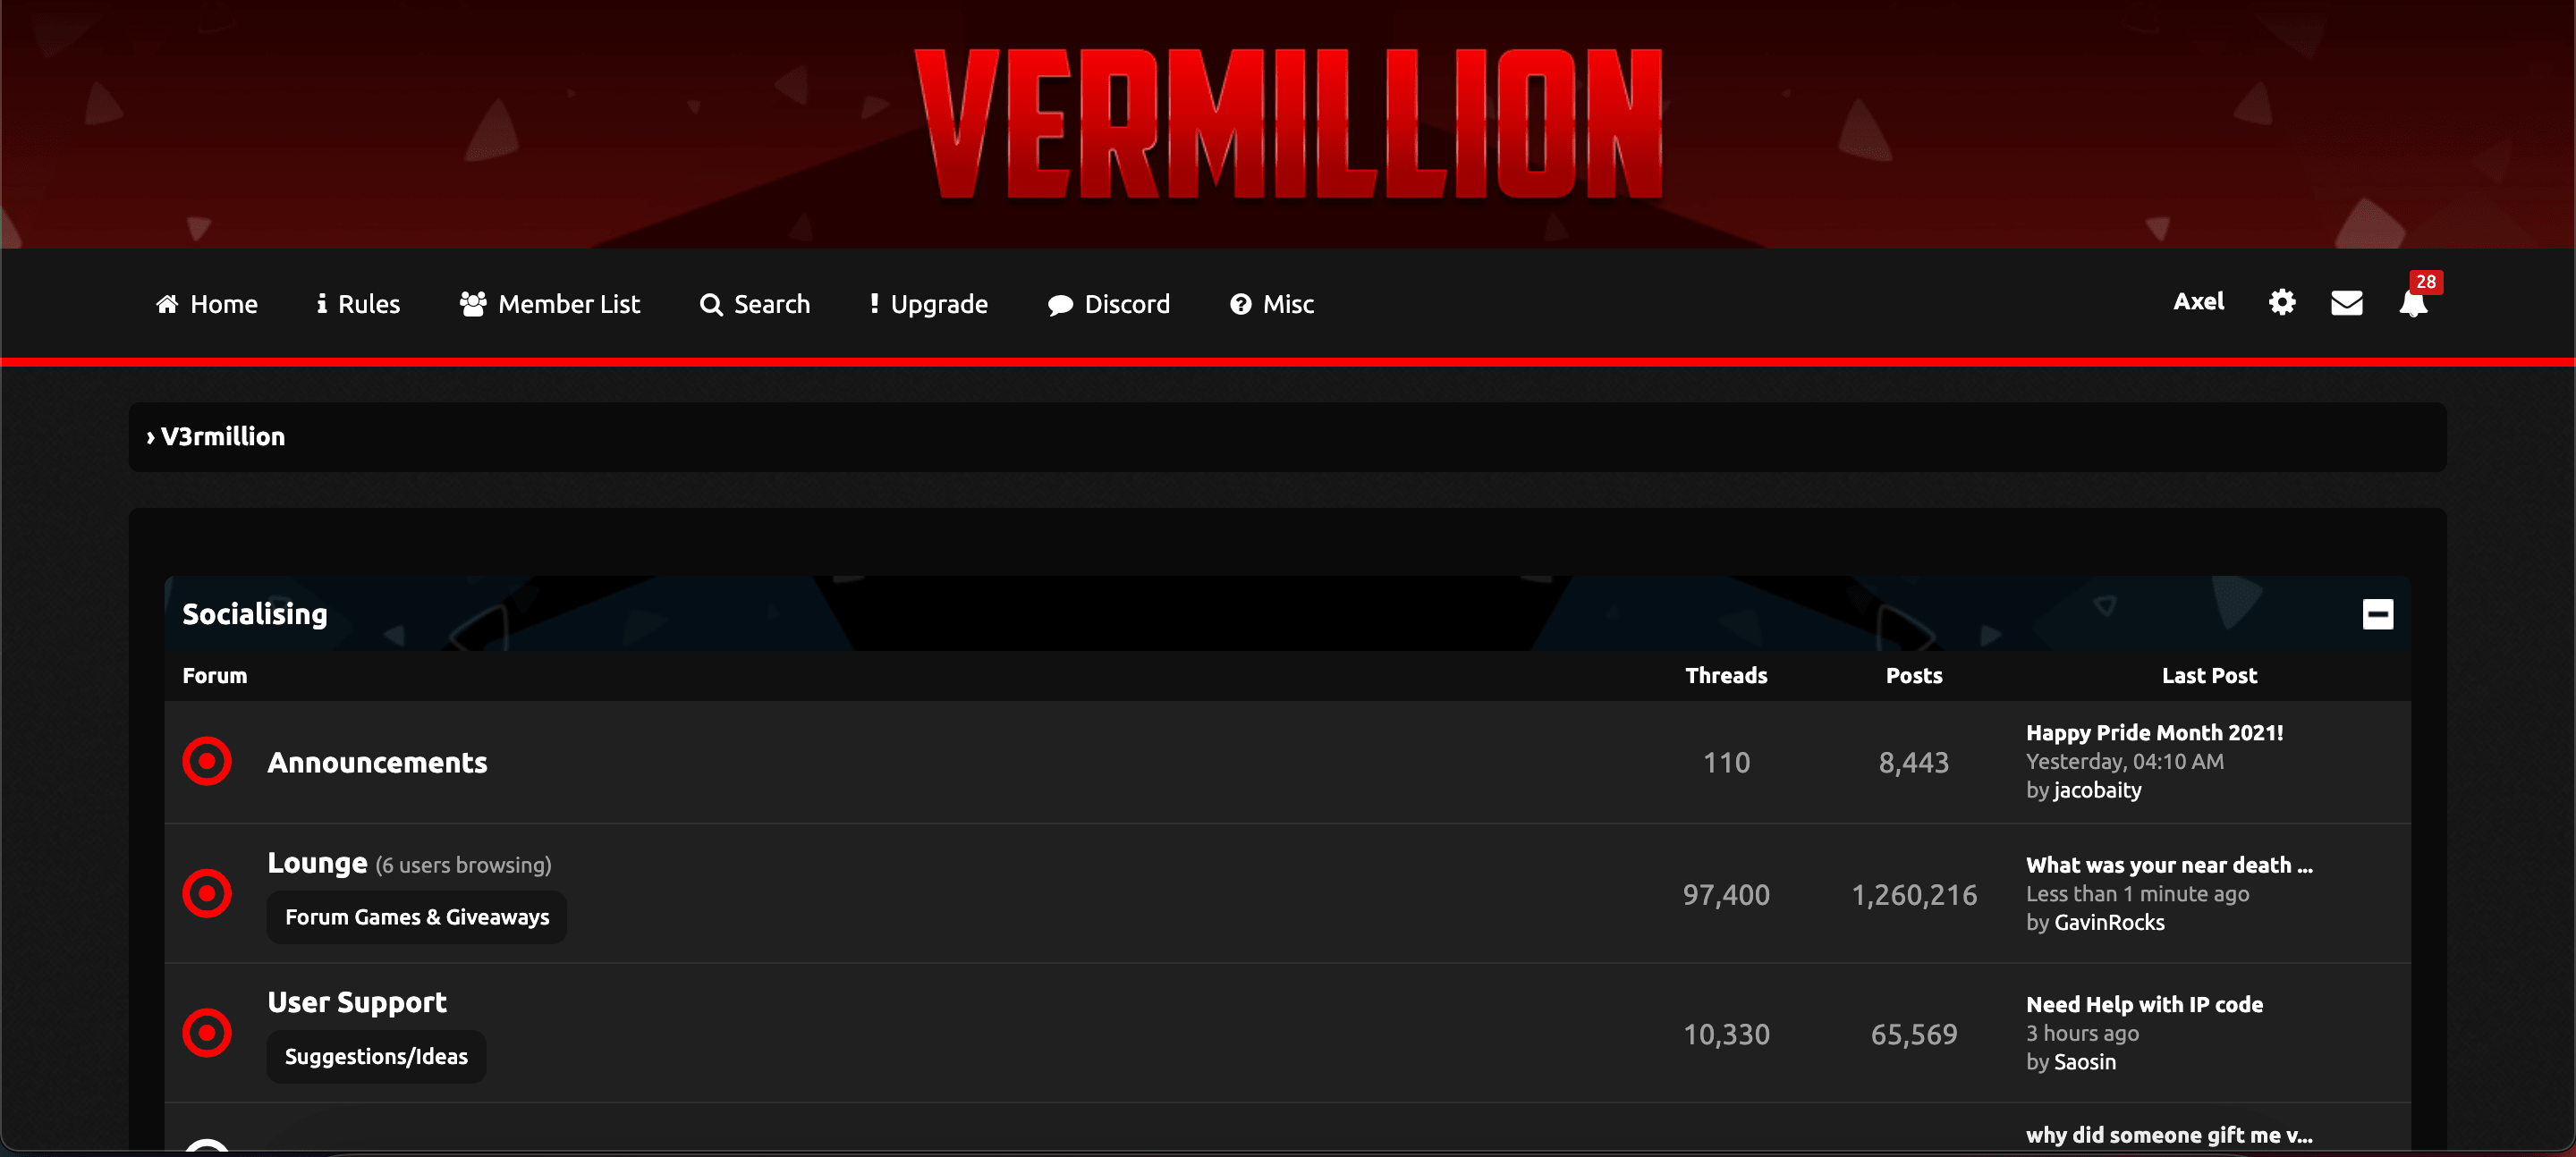 VERMILLION
Home Rules Member List Search Upgrade Discord Misc Axel 28
› V3rmillion
Socialising
Forum Threads Posts Last Post
Announcements 110 8,443
Happy Pride Month 2021!
Yesterday, 04:10 AM
by jacobaity
Lounge (6 users browsing)
Forum Games & Giveaways
97,400 1,260,216
What was your near death ...
Less than 1 minute ago
by GavinRocks
User Support
Suggestions/Ideas
10,330 65,569
Need Help with IP code
3 hours ago
by Saosin
why did someone gift me v...